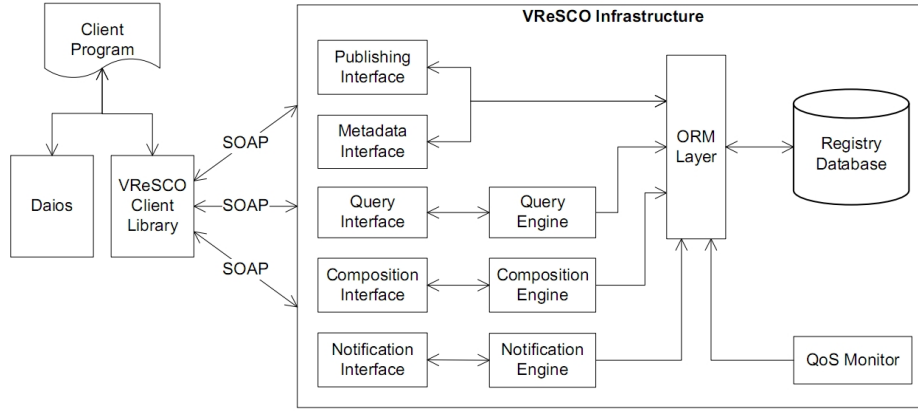 Client
Program
Daios
VReSCO
Client
Library
SOAP
SOAP
SOAP
VReSCO Infrastructure
Publishing
Interface
Metadata
Interface
Query
Interface
Query
Engine
Composition
Interface
Composition
Engine
Notification
Interface
Notification
Engine
ORM
Layer
Registry
Database
QoS Monitor